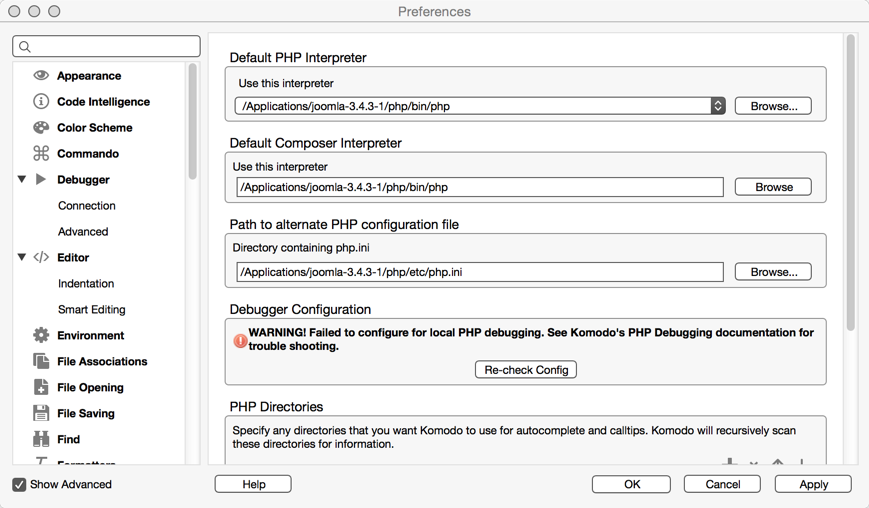 Preferences
Appearance
Code Intelligence
Color Scheme
Commando
Debugger
Connection
Advanced
Editor
Indentation
Smart Editing
Environment
File Associations
File Opening
File Saving
Find
Formatters
Show Advanced
Default PHP Interpreter
Use this interpreter
/Applications/joomla-3.4.3-1/php/bin/php
Browse...
Default Composer Interpreter
Use this interpreter
/Applications/joomla-3.4.3-1/php/bin/php
Browse
Path to alternate PHP configuration file
Directory containing php.ini
/Applications/joomla-3.4.3-1/php/etc/php.ini
Browse...
Debugger Configuration
WARNING! Failed to configure for local PHP debugging. See Komodo's PHP Debugging documentation for
trouble shooting.
Re-check Config
PHP Directories
Specify any directories that you want Komodo to use for autocomplete and calltips. Komodo will recursively scan
these directories for information.
Help
OK
Cancel
Apply